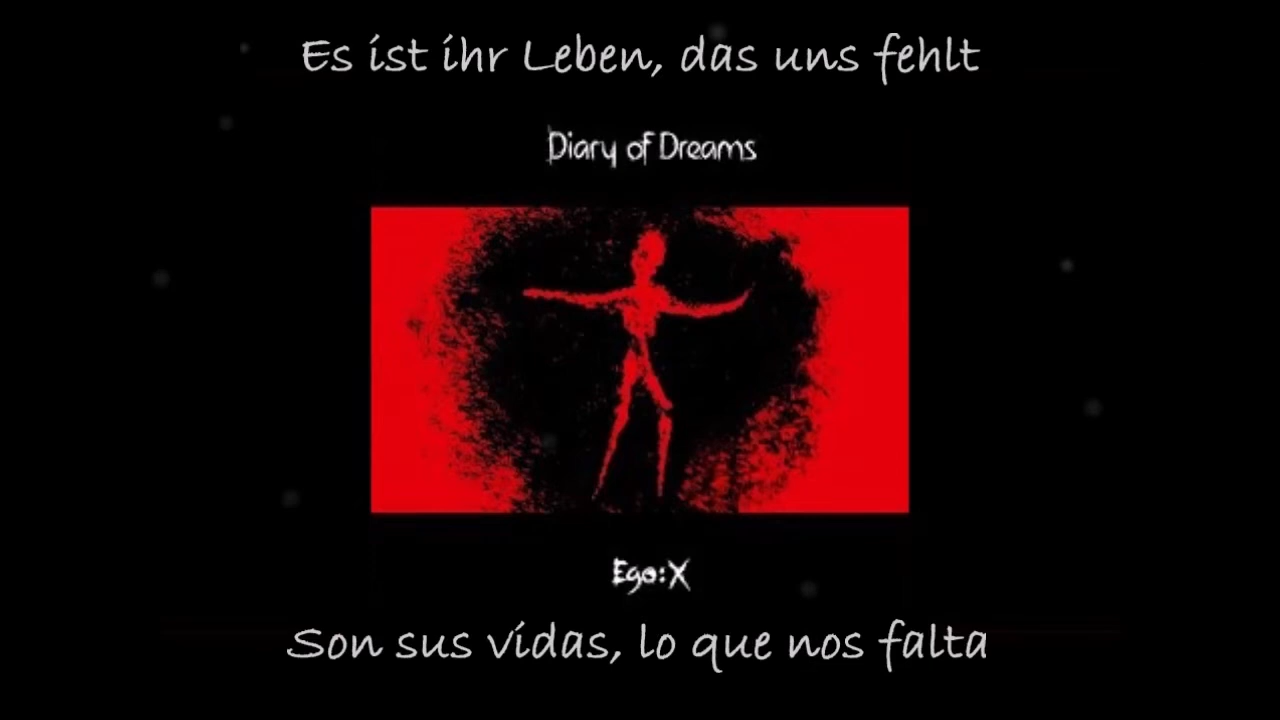 Es ist ihr Leben, das uns fehlt
Diary of Dreams
Ego:X
Son sus vidas, lo que nos falta